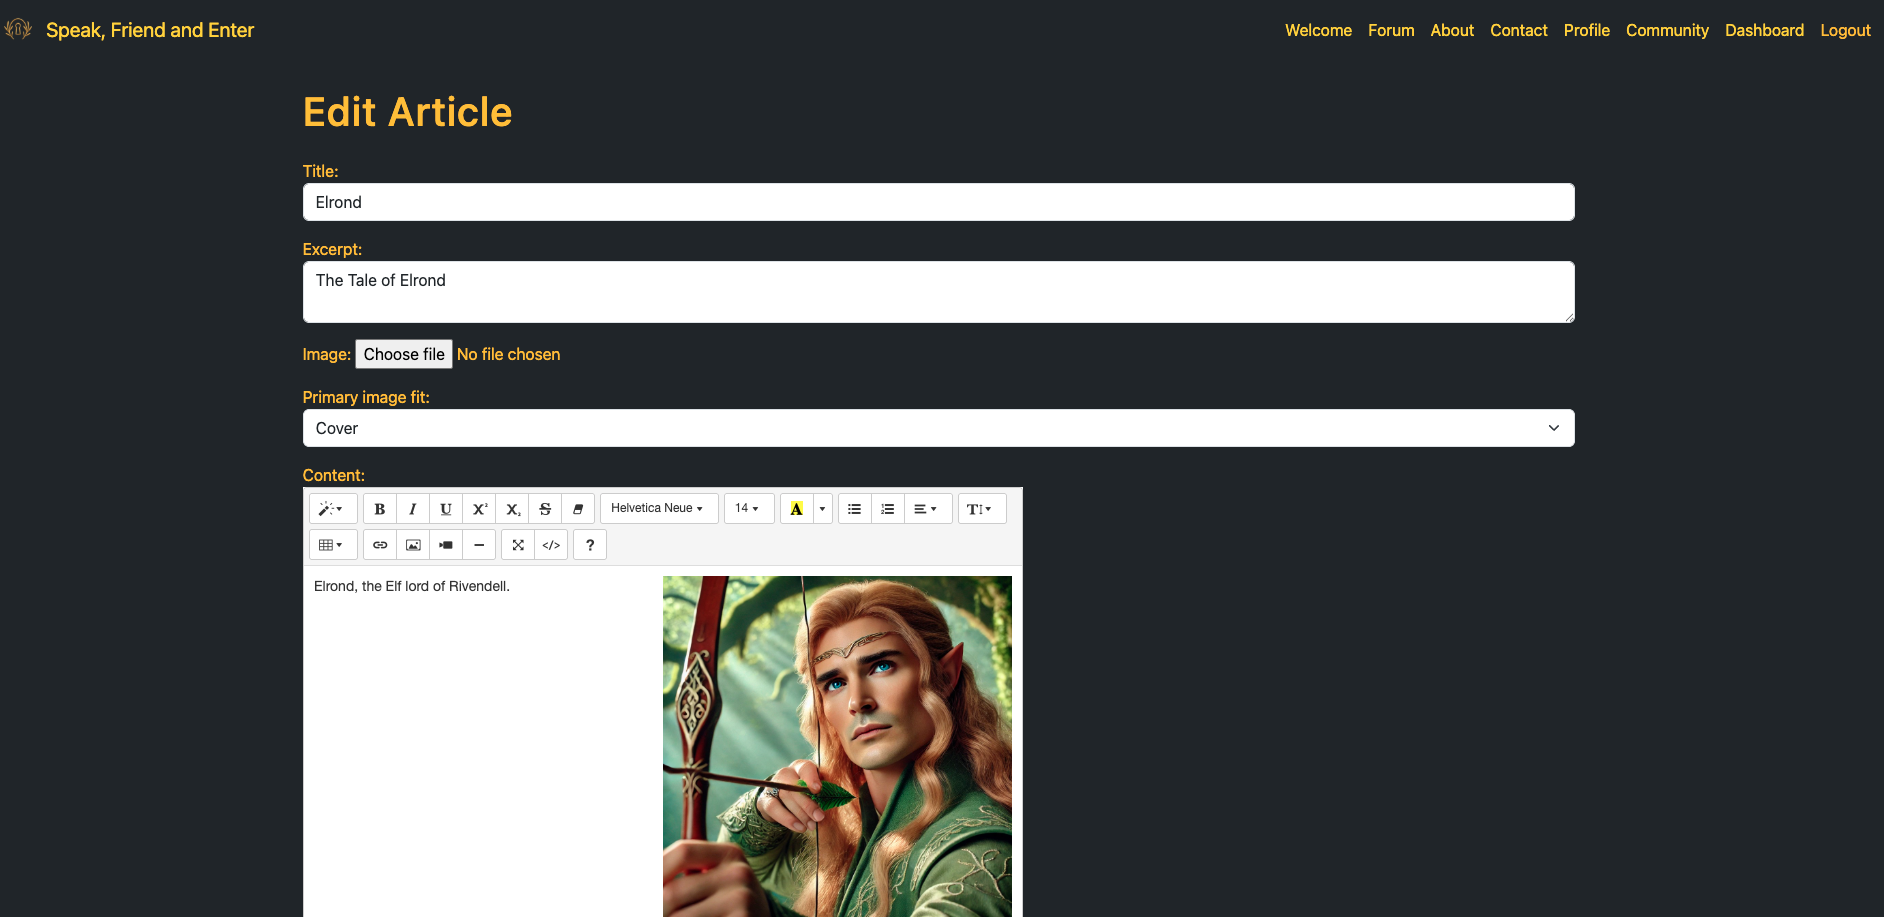 Speak, Friend and Enter
Welcome Forum About Contact Profile Community Dashboard Logout
Edit Article
Title:
Elrond
Excerpt:
The Tale of Elrond
Image: Choose file No file chosen
Primary image fit:
Cover
Content:
B I U X² X₂ S Helvetica Neue 14 A T
</> ?
Elrond, the Elf lord of Rivendell.